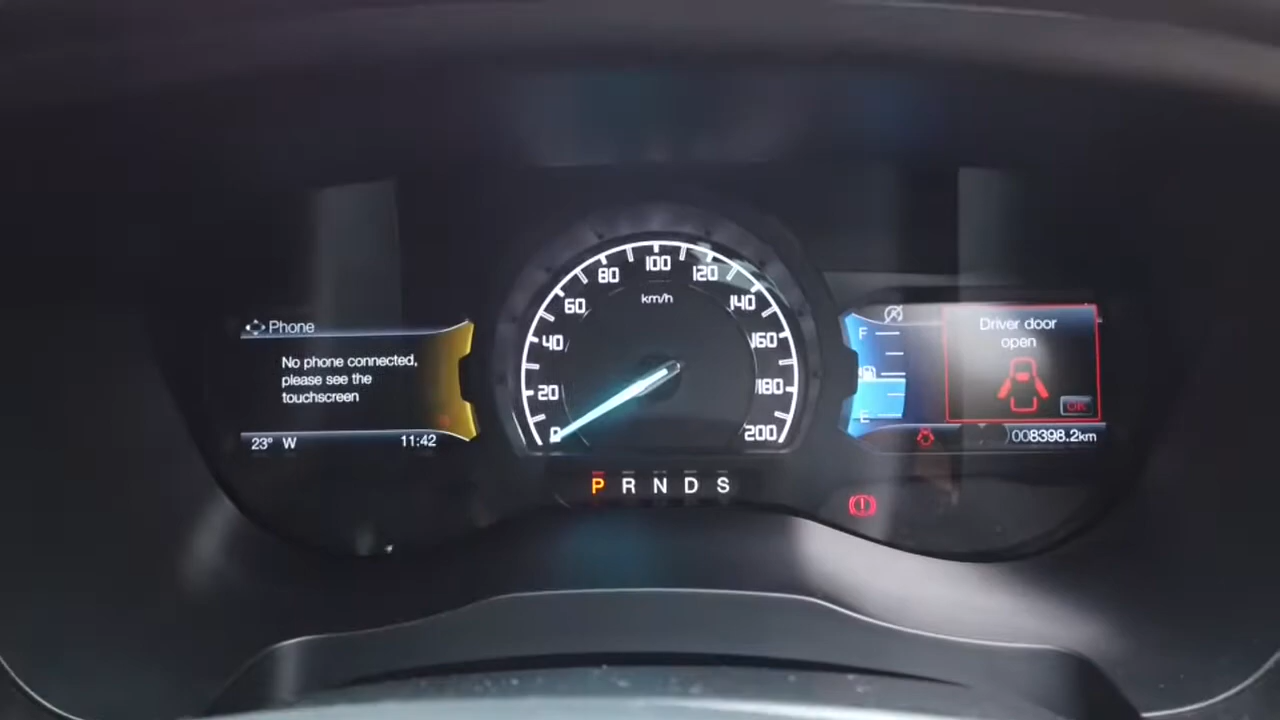 Phone
No phone connected,
please see the
touchscreen
23° W
11:42
0
20
40
60
80
100
120
140
160
180
200
km/h
P R N D S
F
E
Driver door
open
OK
008398.2km